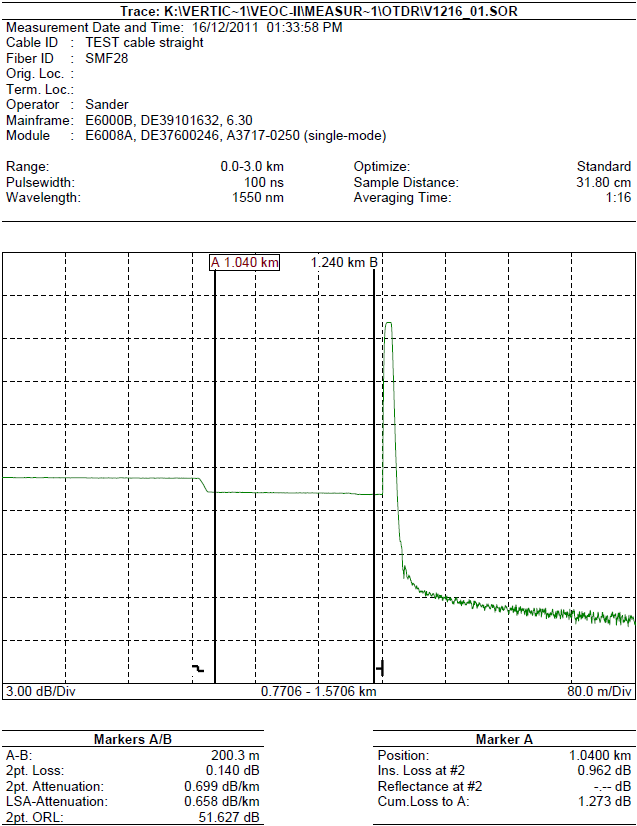 Trace: K:\VERTIC~1\VEOC-II\MEASUR~1\OTDR\V1216_01.SOR
Measurement Date and Time: 16/12/2011 01:33:58 PM
Cable ID : TEST cable straight
Fiber ID : SMF28
Orig. Loc. :
Term. Loc.:
Operator : Sander
Mainframe: E6000B, DE39101632, 6.30
Module : E6008A, DE37600246, A3717-0250 (single-mode)
Range: 0.0-3.0 km Optimize: Standard
Pulsewidth: 100 ns Sample Distance: 31.80 cm
Wavelength: 1550 nm Averaging Time: 1:16
A 1.040 km 1.240 km B
3.00 dB/Div 0.7706 - 1.5706 km 80.0 m/Div
Markers A/B Marker A
A-B: 200.3 m Position: 1.0400 km
2pt. Loss: 0.140 dB Ins. Loss at #2 0.962 dB
2pt. Attenuation: 0.699 dB/km Reflectance at #2 -.-- dB
LSA-Attenuation: 0.658 dB/km Cum.Loss to A: 1.273 dB
2pt. ORL: 51.627 dB